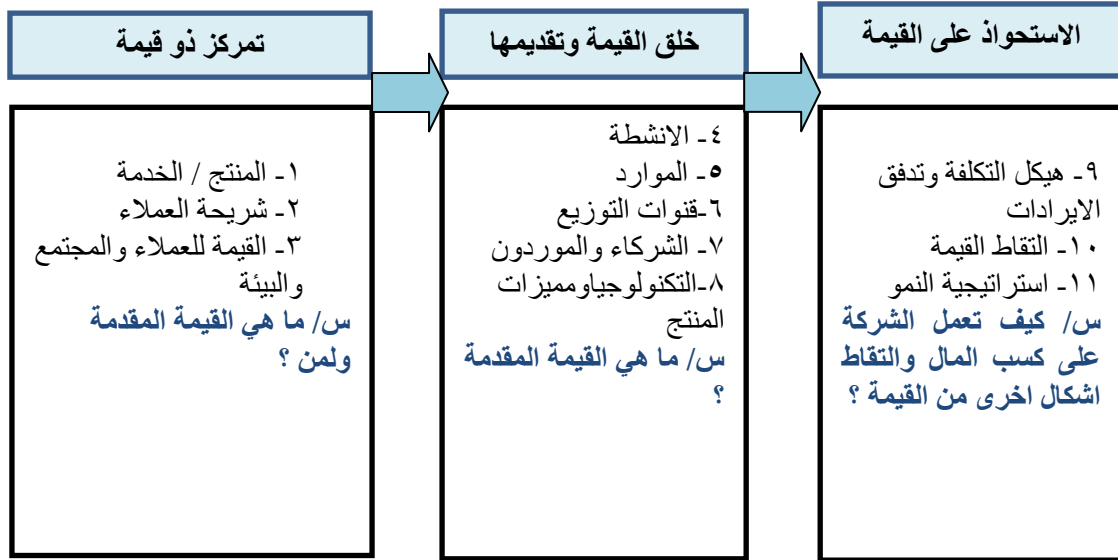 تمركز ذو قيمة
١- المنتج / الخدمة
٢- شريحة العملاء
٣- القيمة للعملاء والمجتمع
والبيئة
س/ ما هي القيمة المقدمة
ولمن ؟
خلق القيمة وتقديمها
٤- الانشطة
٥- الموارد
٦-قنوات التوزيع
٧- الشركاء والموردون
٨-التكنولوجياومميزات
المنتج
س/ ما هي القيمة المقدمة
؟
الاستحواذ على القيمة
٩- هيكل التكلفة وتدفق
الايرادات
١٠- التقاط القيمة
١١- استراتيجية النمو
س/ كيف تعمل الشركة
على كسب المال والتقاط
اشكال اخرى من القيمة ؟